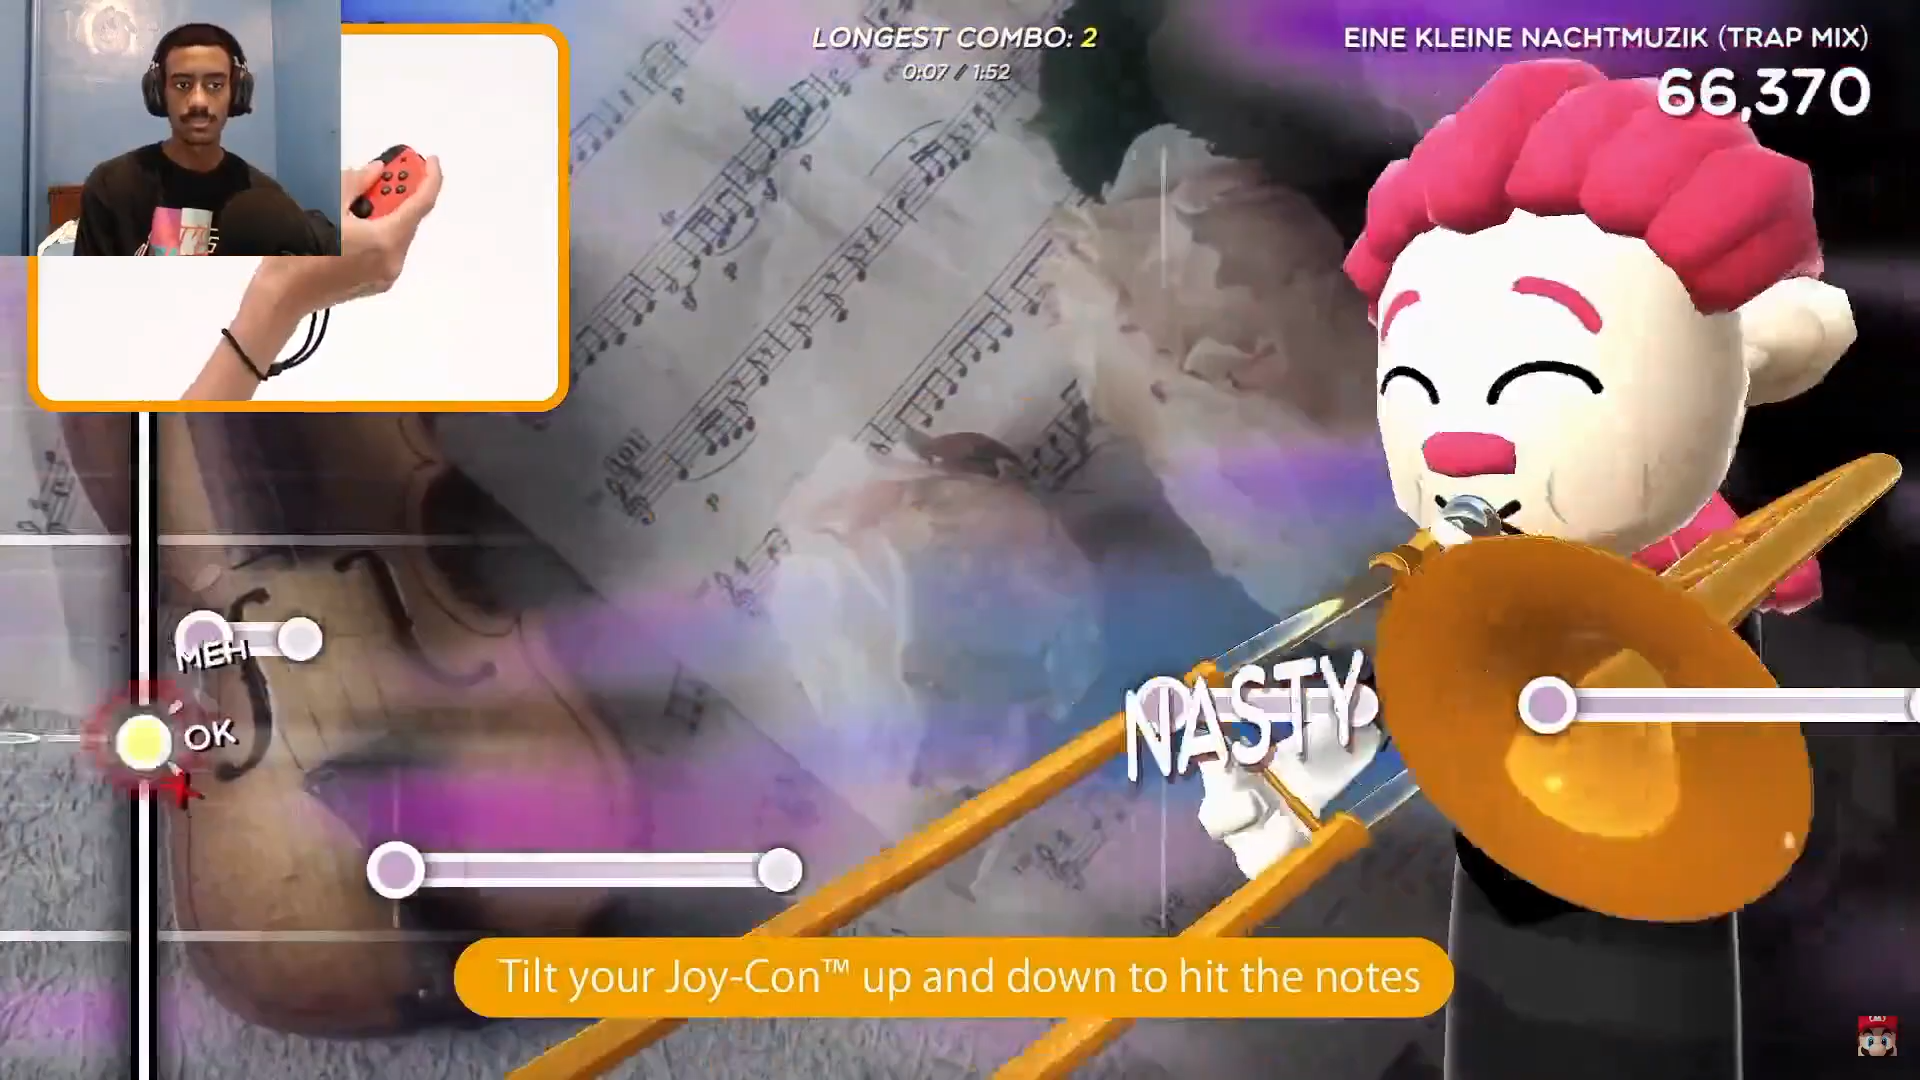 LONGEST COMBO: 2
0:07 / 1:52
EINE KLEINE NACHTMUZIK (TRAP MIX)
66,370
MEH
OK
X
NASTY
Tilt your Joy-Con™ up and down to hit the notes